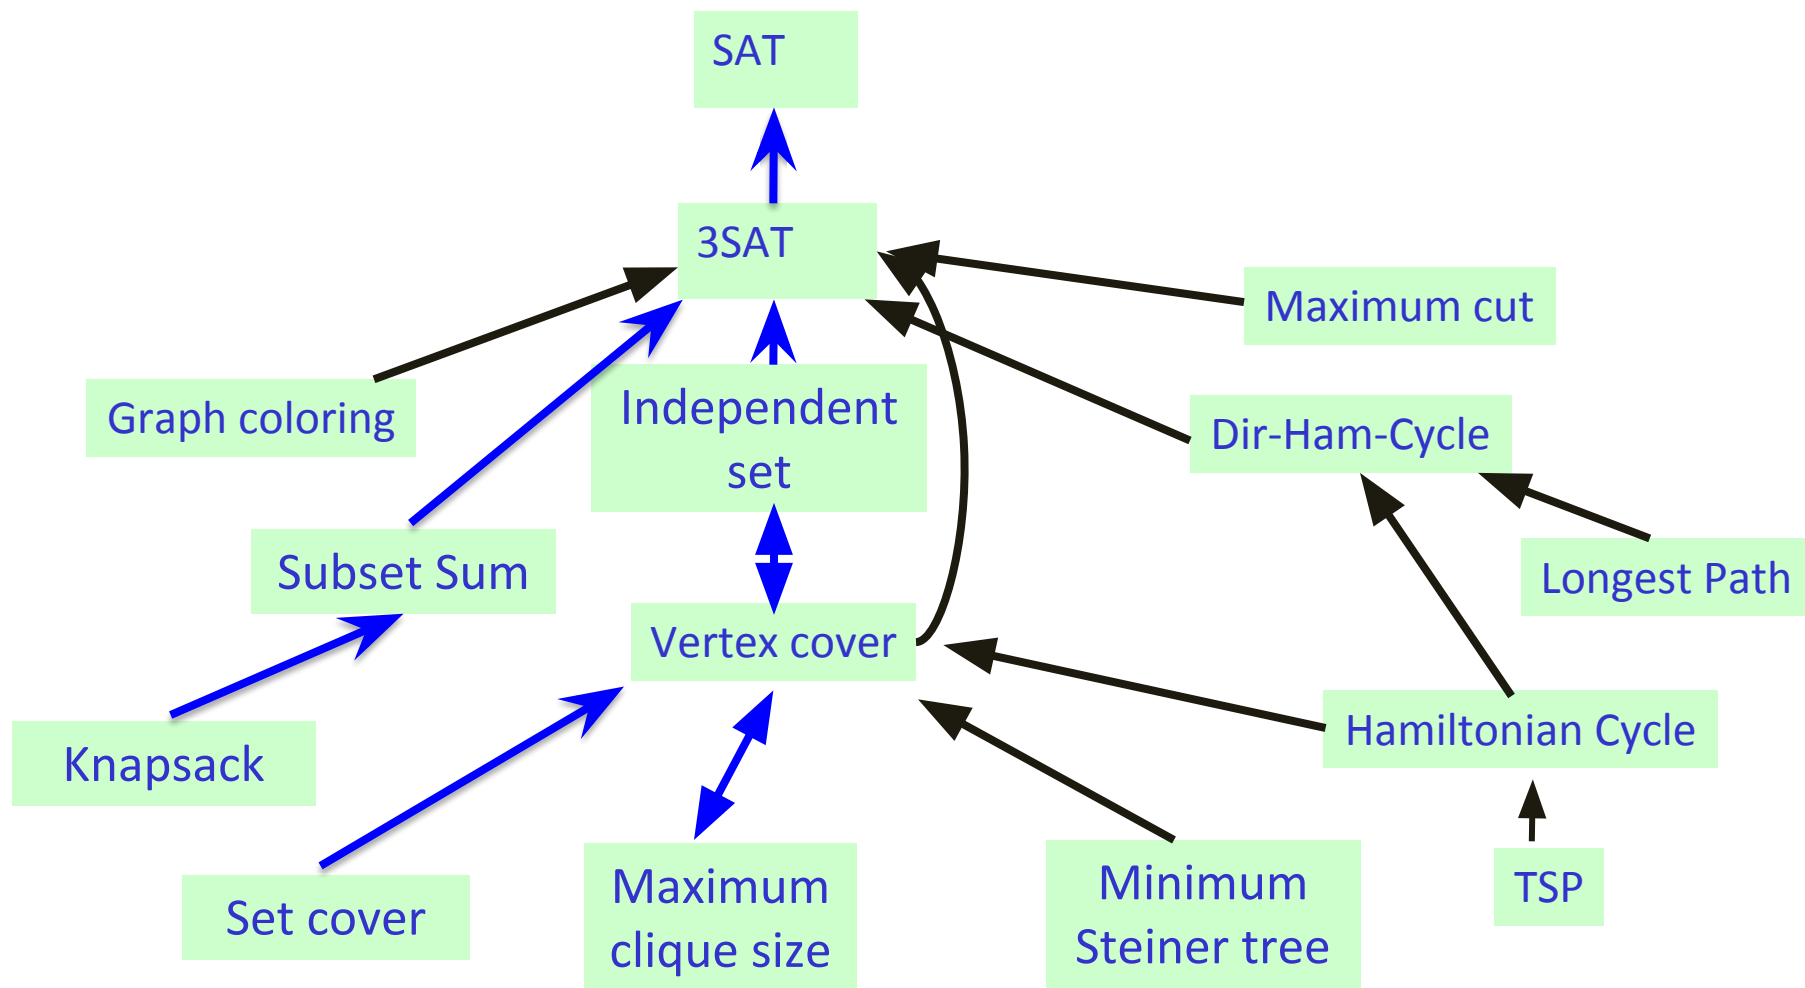 SAT
3SAT
Maximum cut
Graph coloring
Independent
set
Dir-Ham-Cycle
Subset Sum
Longest Path
Vertex cover
Hamiltonian Cycle
Knapsack
Set cover
Maximum
clique size
Minimum
Steiner tree
TSP